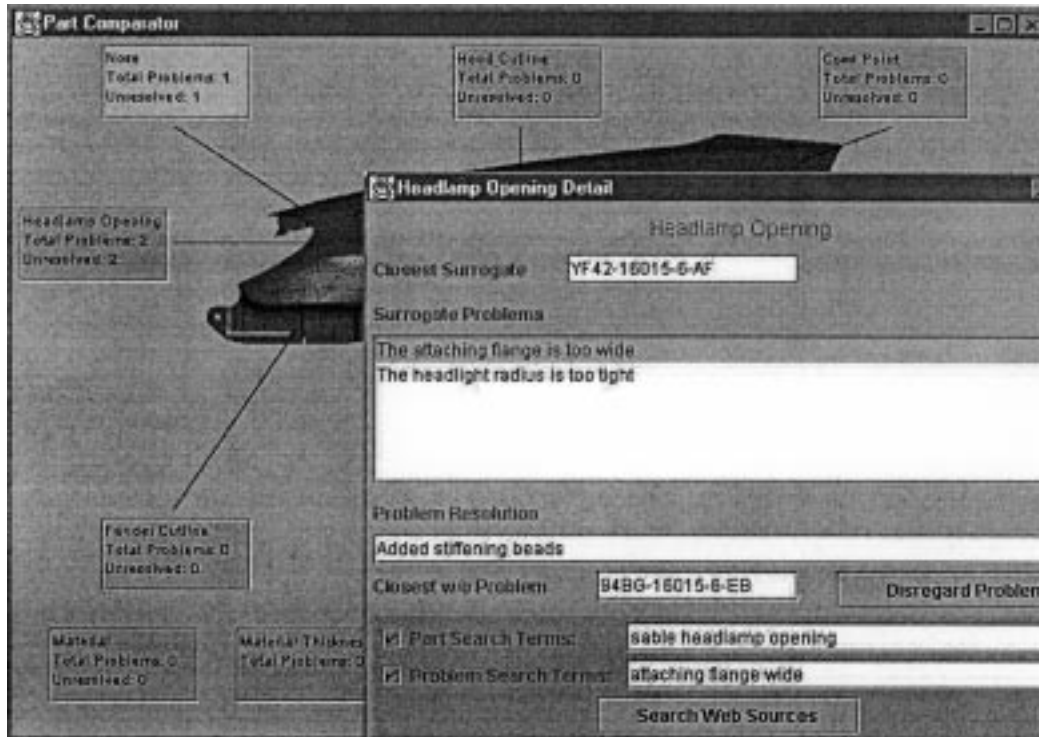 Part Comparator
Nose
Total Problems: 1
Unresolved: 1
Hood Cutline
Total Problems: 0
Unresolved: 0
Cowl Point
Total Problems: 0
Unresolved: 0
Headlamp Opening
Total Problems: 2
Unresolved: 2
Fender Cutline
Total Problems: 0
Unresolved: 0
Material
Total Problems: 0
Unresolved: 0
Material Thicknes
Total Problems: 0
Headlamp Opening Detail
Headlamp Opening
Closest Surrogate YF42-16015-6-AF
Surrogate Problems
The attaching flange is too wide
The headlight radius is too tight
Problem Resolution
Added stiffening beads
Closest w/o Problem 94BG-16015-6-EB
Disregard Problem
Part Search Terms: sable headlamp opening
Problem Search Terms: attaching flange wide
Search Web Sources